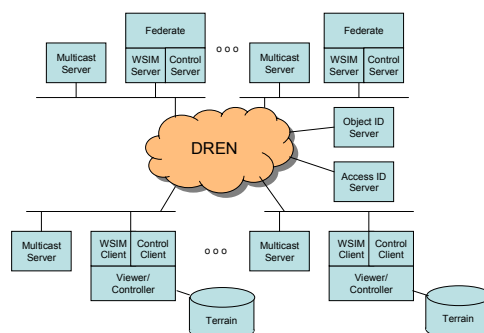 Federate
Multicast
Server
WSIM
Server
Control
Server
o o o
Multicast
Server
Federate
WSIM
Server
Control
Server
DREN
Object ID
Server
Access ID
Server
Multicast
Server
WSIM
Client
Control
Client
Viewer/
Controller
Terrain
o o o
Multicast
Server
WSIM
Client
Control
Client
Viewer/
Controller
Terrain